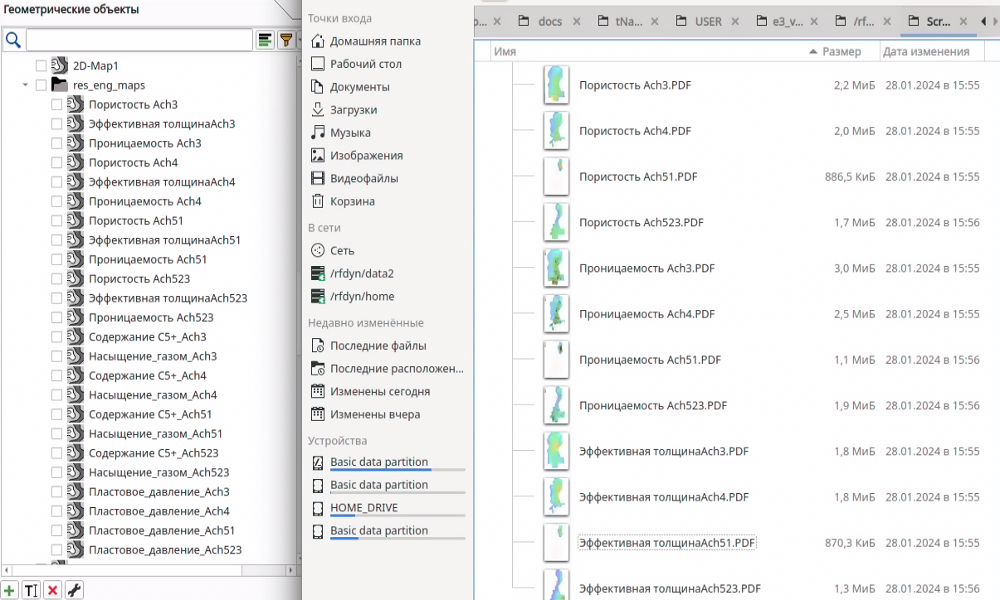 Геометрические объекты
2D-Map1
res_eng_maps
Пористость Ach3
Эффективная толщинаAch3
Проницаемость Ach3
Пористость Ach4
Эффективная толщинаAch4
Проницаемость Ach4
Пористость Ach51
Эффективная толщинаAch51
Проницаемость Ach51
Пористость Ach523
Эффективная толщинаAch523
Проницаемость Ach523
Содержание C5+_Ach3
Насыщение_газом_Ach3
Содержание C5+_Ach4
Насыщение_газом_Ach4
Содержание C5+_Ach51
Насыщение_газом_Ach51
Содержание C5+_Ach523
Насыщение_газом_Ach523
Пластовое_давление_Ach3
Пластовое_давление_Ach4
Пластовое_давление_Ach51
Пластовое_давление_Ach523
Точки входа
Домашняя папка
Рабочий стол
Документы
Загрузки
Музыка
Изображения
Видеофайлы
Корзина
В сети
Сеть
/rfdyn/data2
/rfdyn/home
Недавно изменённые
Последние файлы
Последние расположен...
Изменены сегодня
Изменены вчера
Устройства
Basic data partition
Basic data partition
HOME_DRIVE
Basic data partition
docs tNa... USER e3_v... /rf... Scr...
Имя Размер Дата изменения
Пористость Ach3.PDF 2,2 МиБ 28.01.2024 в 15:55
Пористость Ach4.PDF 2,0 МиБ 28.01.2024 в 15:55
Пористость Ach51.PDF 886,5 КиБ 28.01.2024 в 15:55
Пористость Ach523.PDF 1,7 МиБ 28.01.2024 в 15:56
Проницаемость Ach3.PDF 3,0 МиБ 28.01.2024 в 15:55
Проницаемость Ach4.PDF 2,5 МиБ 28.01.2024 в 15:55
Проницаемость Ach51.PDF 1,1 МиБ 28.01.2024 в 15:56
Проницаемость Ach523.PDF 1,9 МиБ 28.01.2024 в 15:56
Эффективная толщинаAch3.PDF 1,8 МиБ 28.01.2024 в 15:55
Эффективная толщинаAch4.PDF 1,8 МиБ 28.01.2024 в 15:55
Эффективная толщинаAch51.PDF 870,3 КиБ 28.01.2024 в 15:55
Эффективная толщинаAch523.PDF 1,3 МиБ 28.01.2024 в 15:56